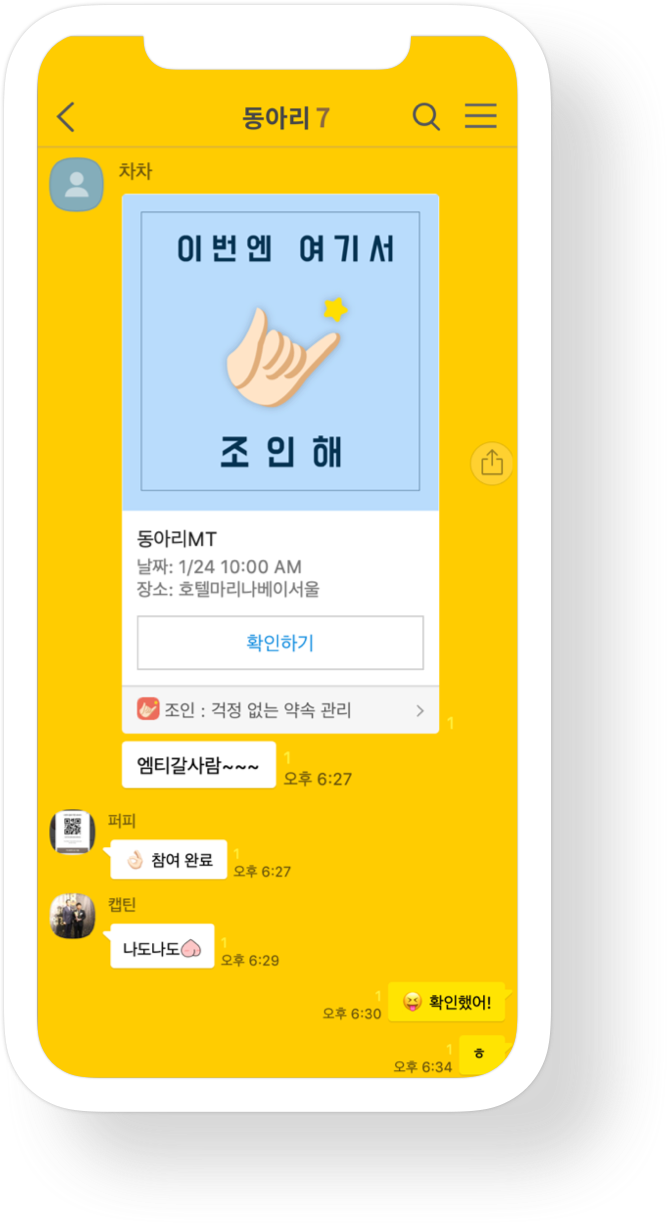 동아리 7
차차
이번엔 여기서
조인해
동아리MT
날짜: 1/24 10:00 AM
장소: 호텔마리나베이서울
확인하기
조인 : 걱정 없는 약속 관리
1
엠티갈사람~~~
1
오후 6:27
퍼피
👌🏻 참여 완료
1
오후 6:27
캡틴
나도나도
1
오후 6:29
1
오후 6:30
😝 확인했어!
1
오후 6:34
ㅎ